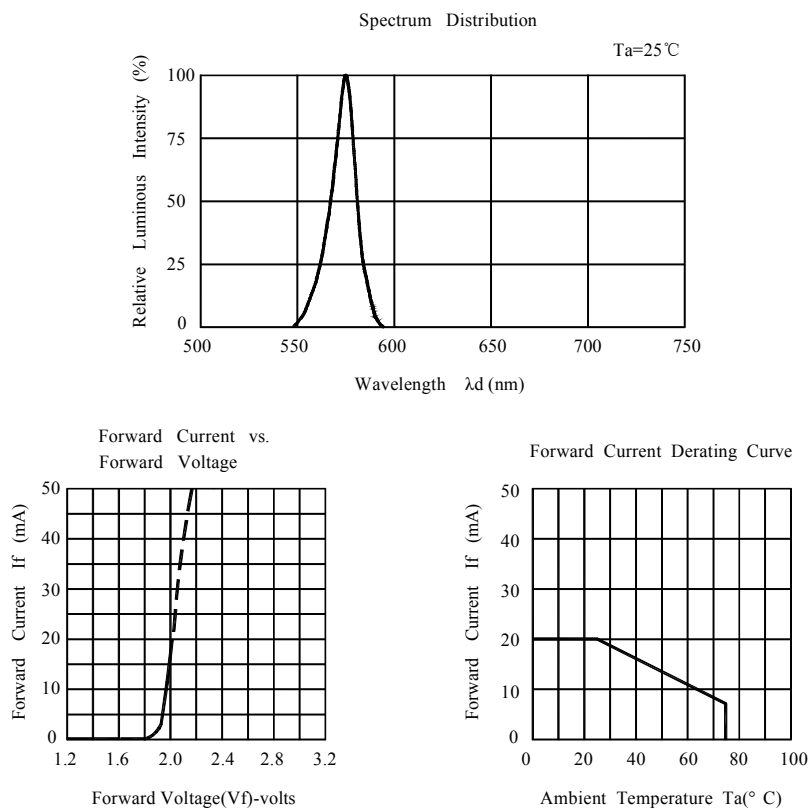 Spectrum Distribution
Ta=25℃
Relative Luminous Intensity (%)
100
75
50
25
0
500 550 600 650 700 750
Wavelength λd (nm)
Forward Current vs.
Forward Voltage
Forward Current If (mA)
50
40
30
20
10
0
1.2 1.6 2.0 2.4 2.8 3.2
Forward Voltage(Vf)-volts
Forward Current Derating Curve
Forward Current If (mA)
50
40
30
20
10
0
0 20 40 60 80 100
Ambient Temperature Ta(° C)